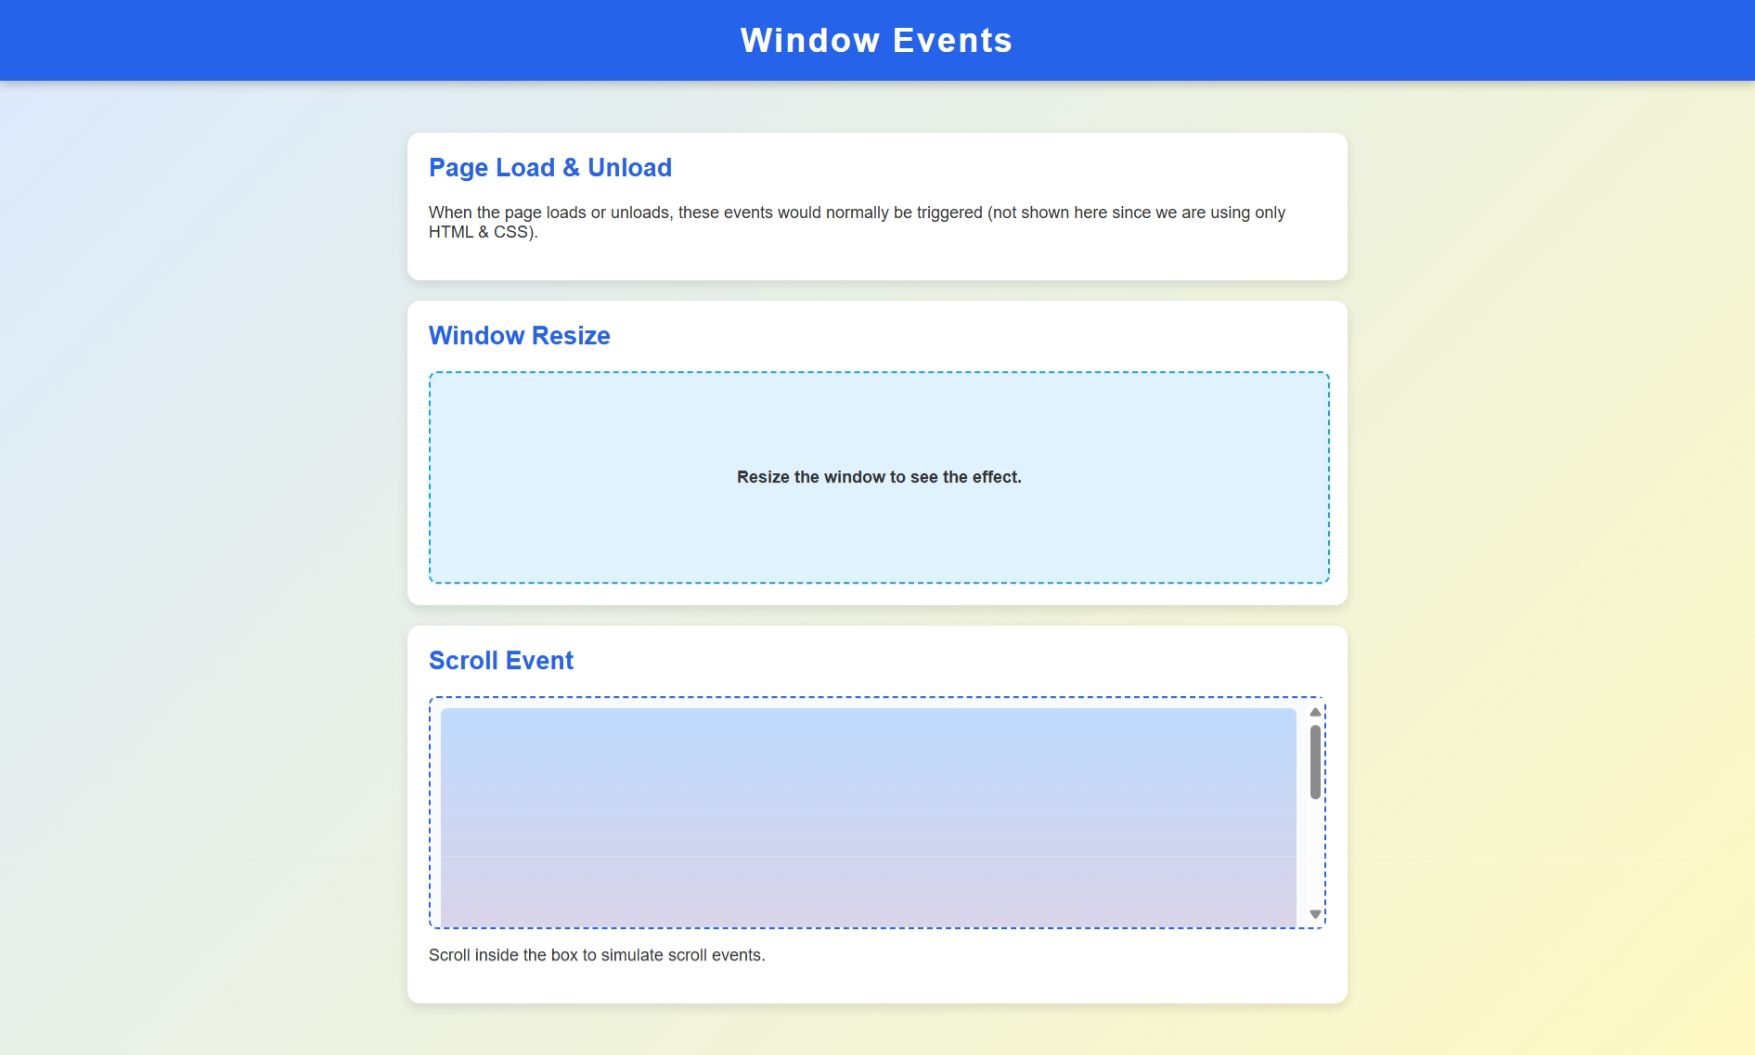 Window Events
Page Load & Unload
When the page loads or unloads, these events would normally be triggered (not shown here since we are using only
HTML & CSS).
Window Resize
Resize the window to see the effect.
Scroll Event
Scroll inside the box to simulate scroll events.